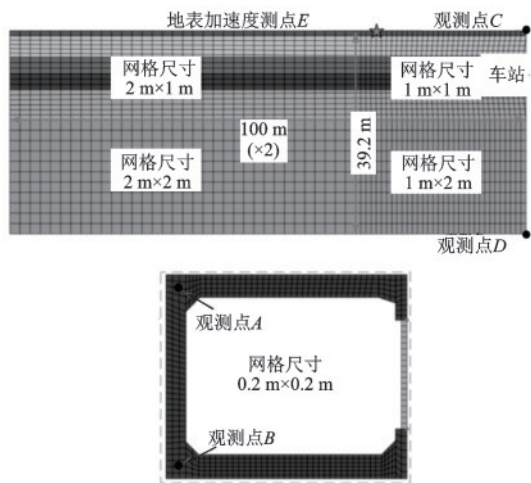 地表加速度测点E
观测点C
网格尺寸
2 m×1 m
网格尺寸
1 m×1 m
车站
100 m
(×2)
39.2 m
网格尺寸
2 m×2 m
网格尺寸
1 m×2 m
观测点D
观测点A
网格尺寸
0.2 m×0.2 m
观测点B